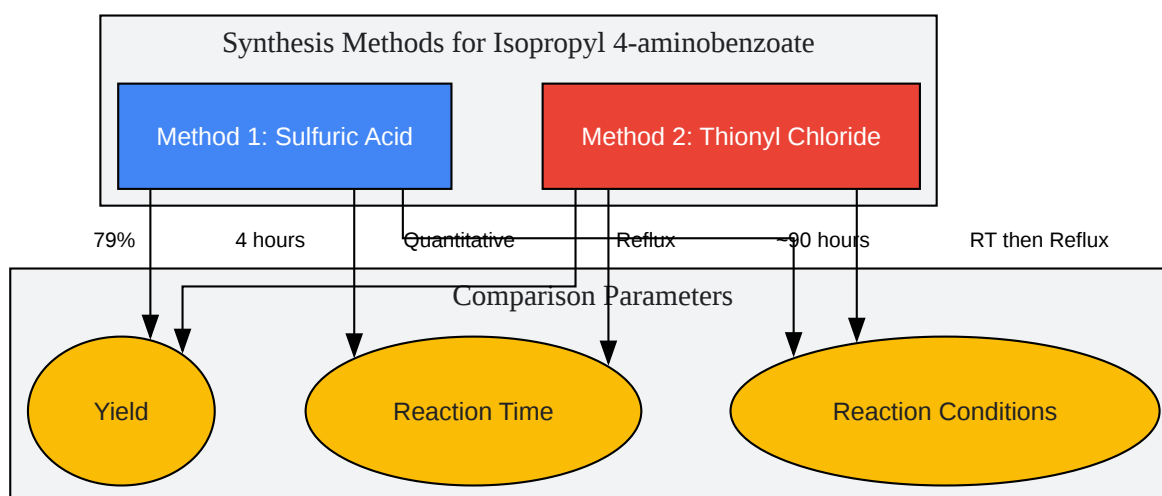 Synthesis Methods for Isopropyl 4-aminobenzoate
Method 1: Sulfuric Acid
Method 2: Thionyl Chloride
79%
4 hours
Quantitative
Reflux
~90 hours
RT then Reflux
Comparison Parameters
Yield
Reaction Time
Reaction Conditions